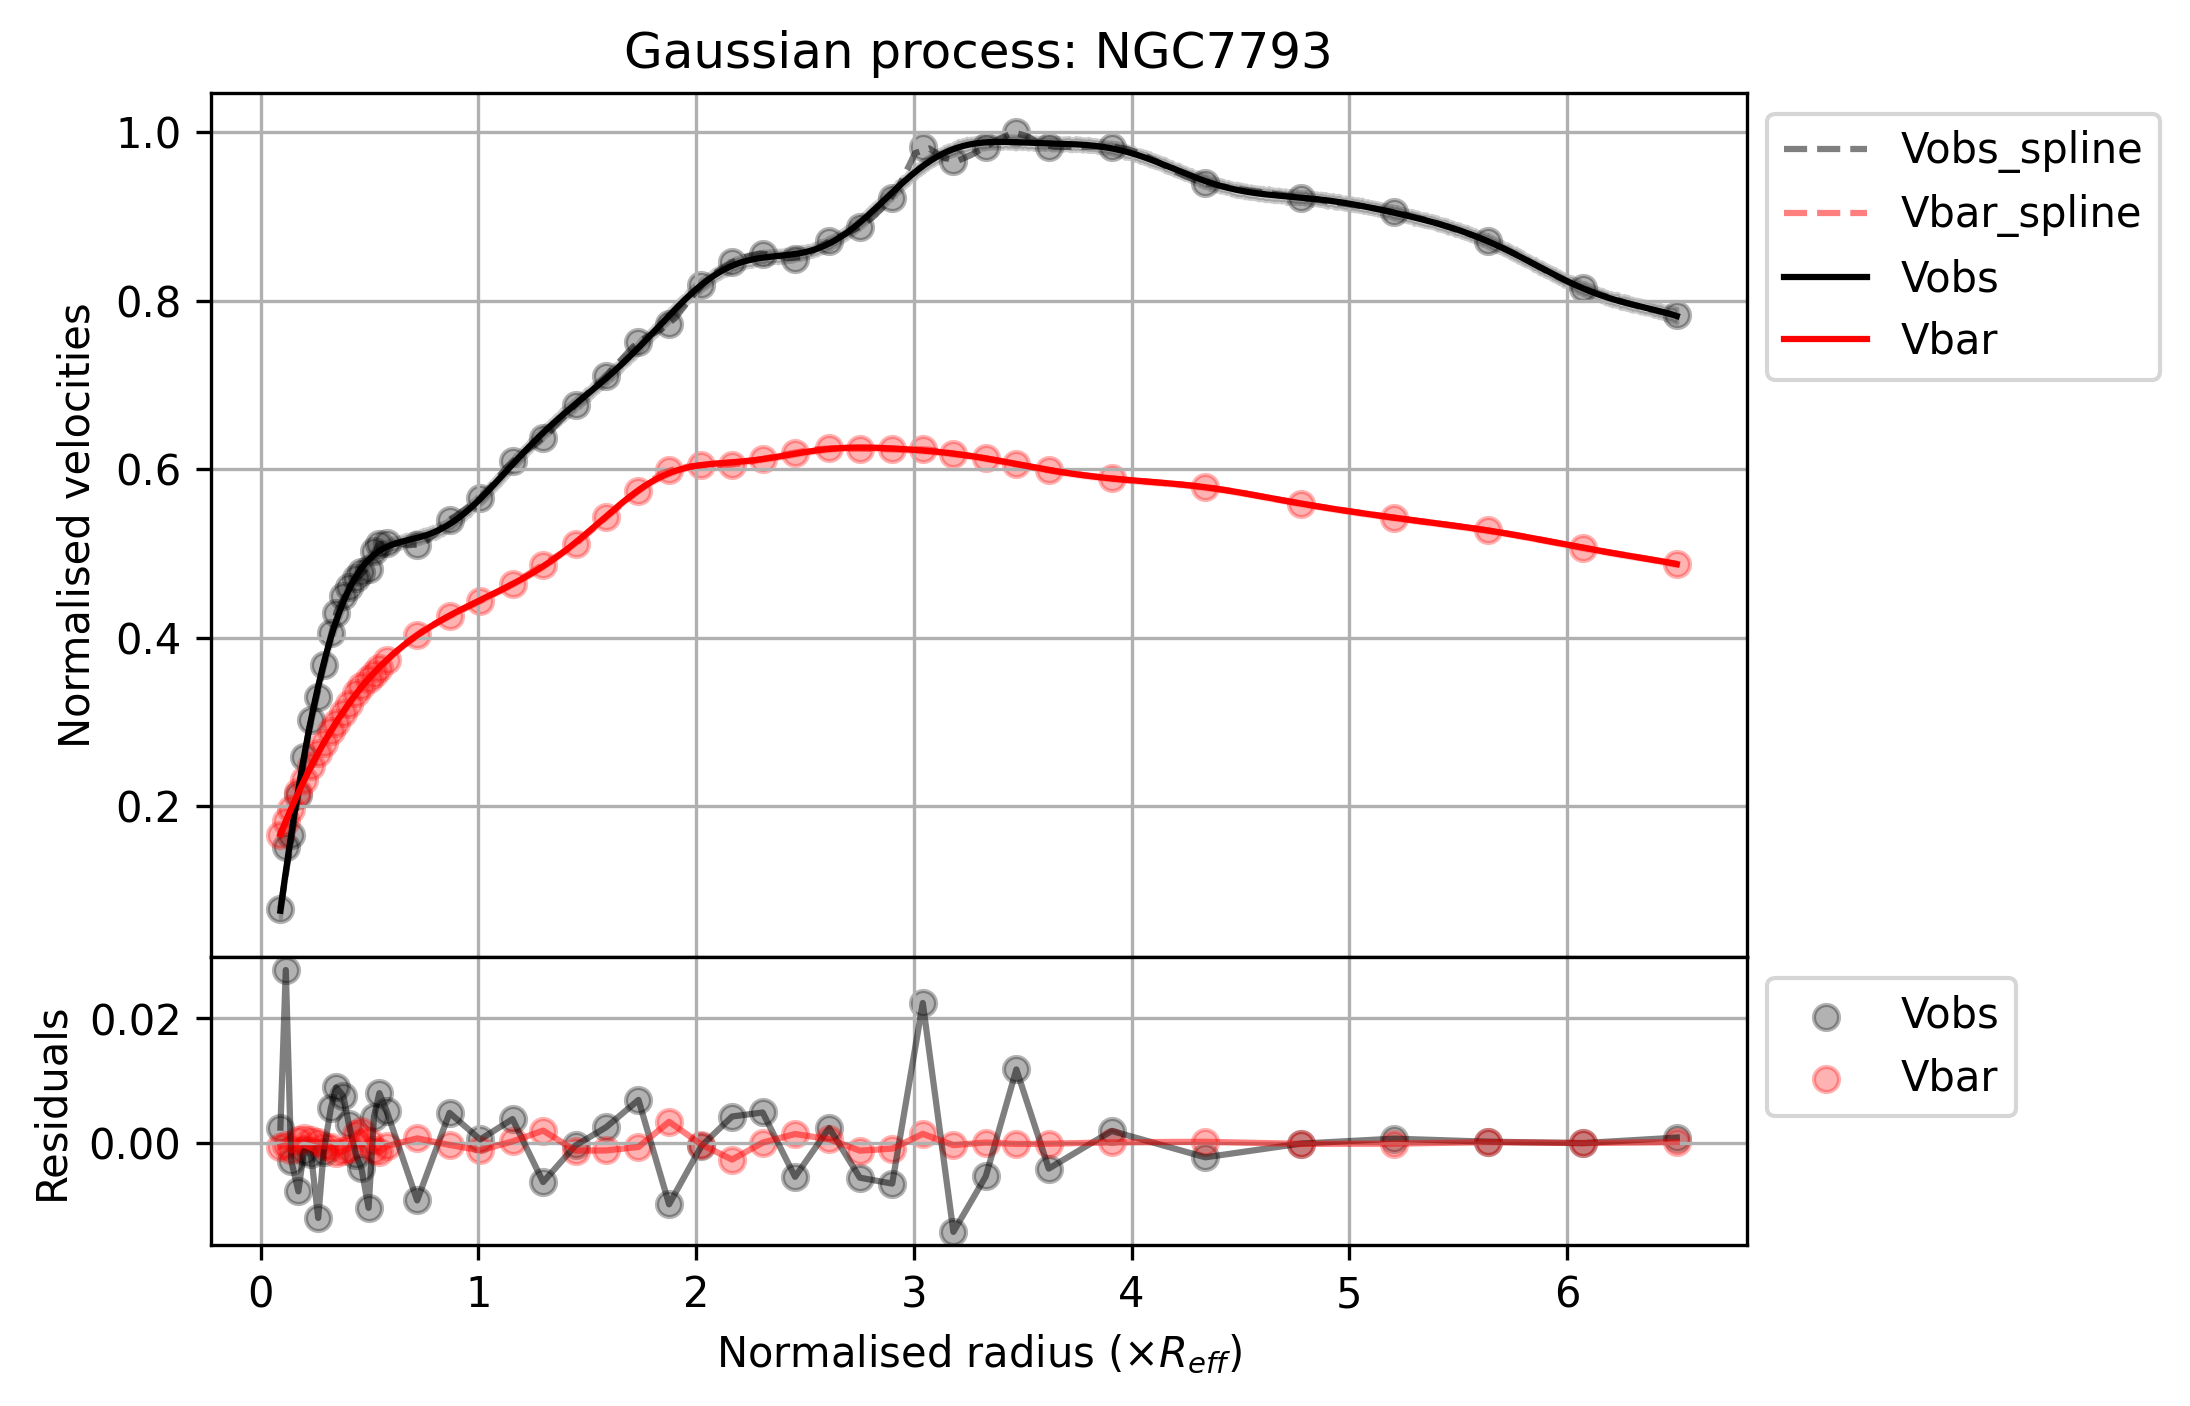 Gaussian process: NGC7793
1.0
0.8
0.6
0.4
0.2
Normalised velocities
Vobs_spline
Vbar_spline
Vobs
Vbar
0.02
0.00
Residuals
Vobs
Vbar
0 1 2 3 4 5 6
Normalised radius (×R_eff)